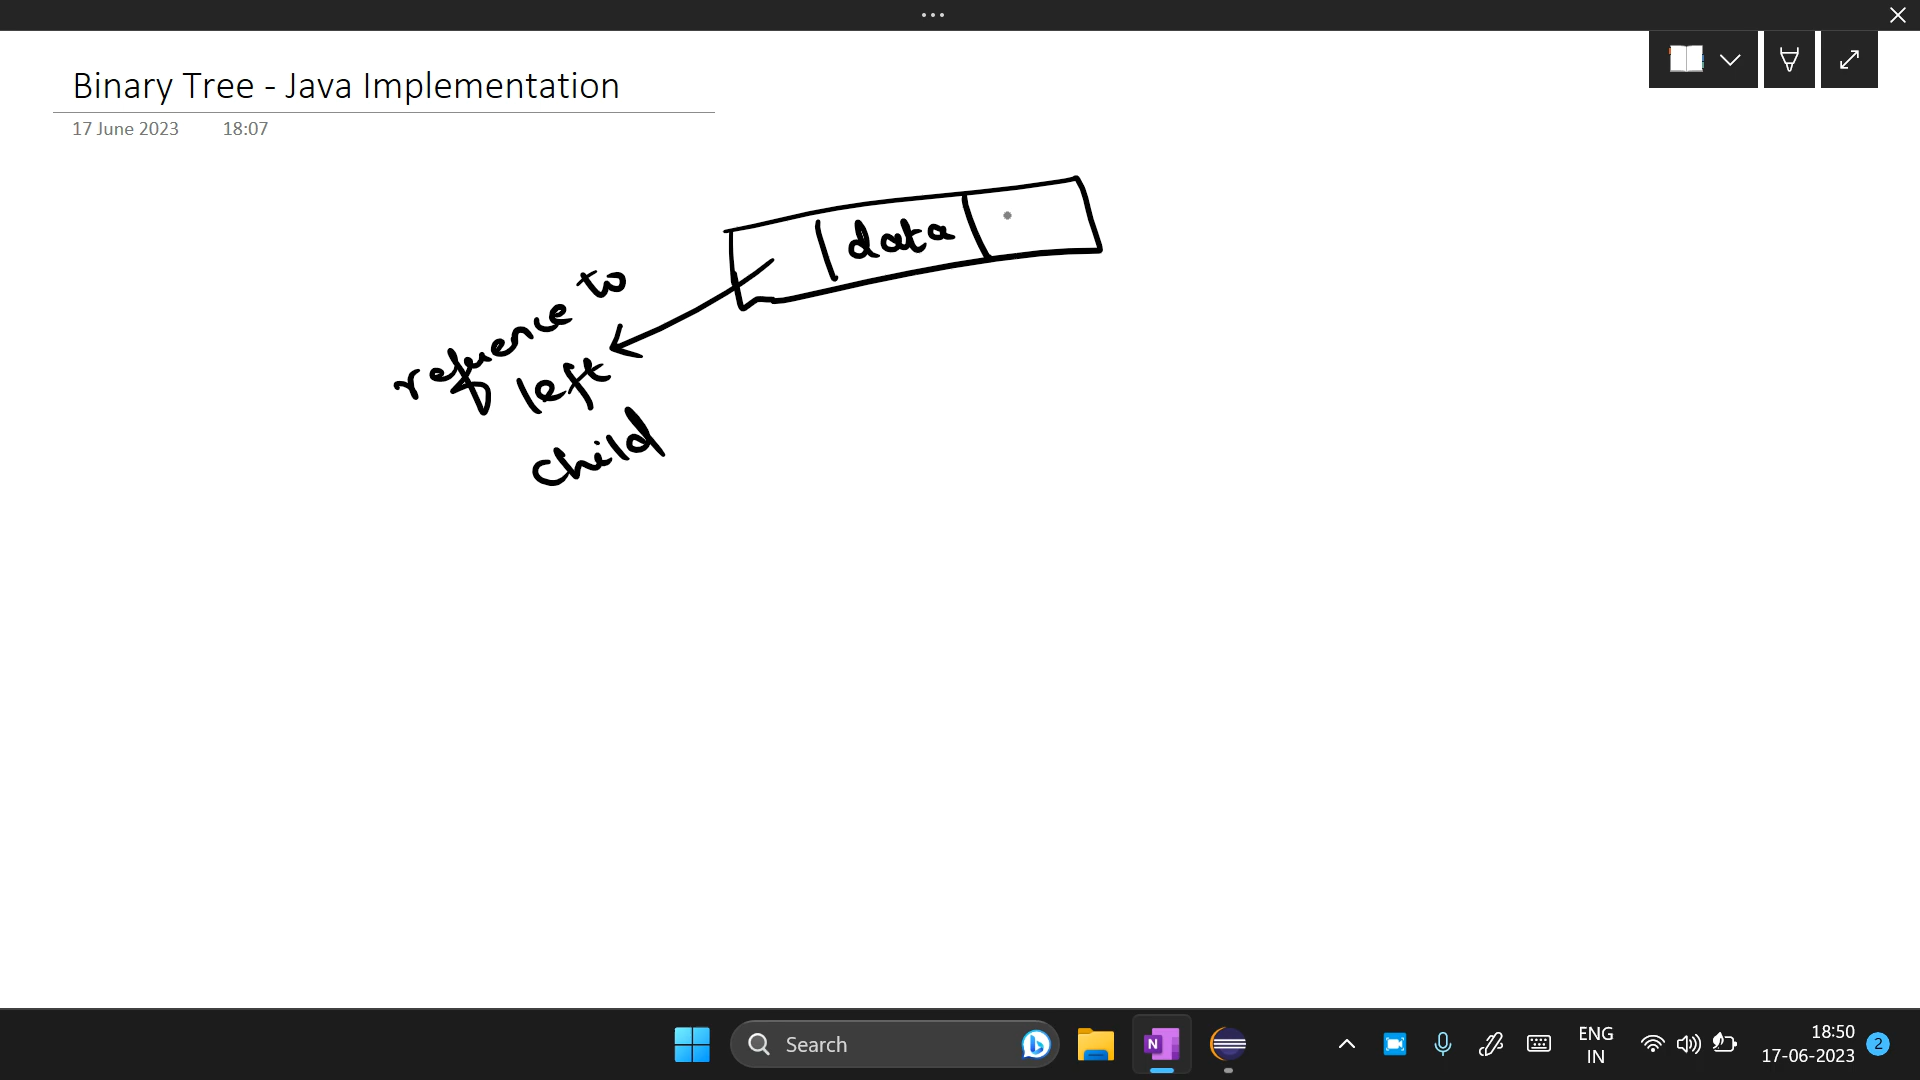 Binary Tree - Java Implementation
17 June 2023 18:07
data
reference to
left
child
Search
ENG
IN
18:50
17-06-2023
2
N